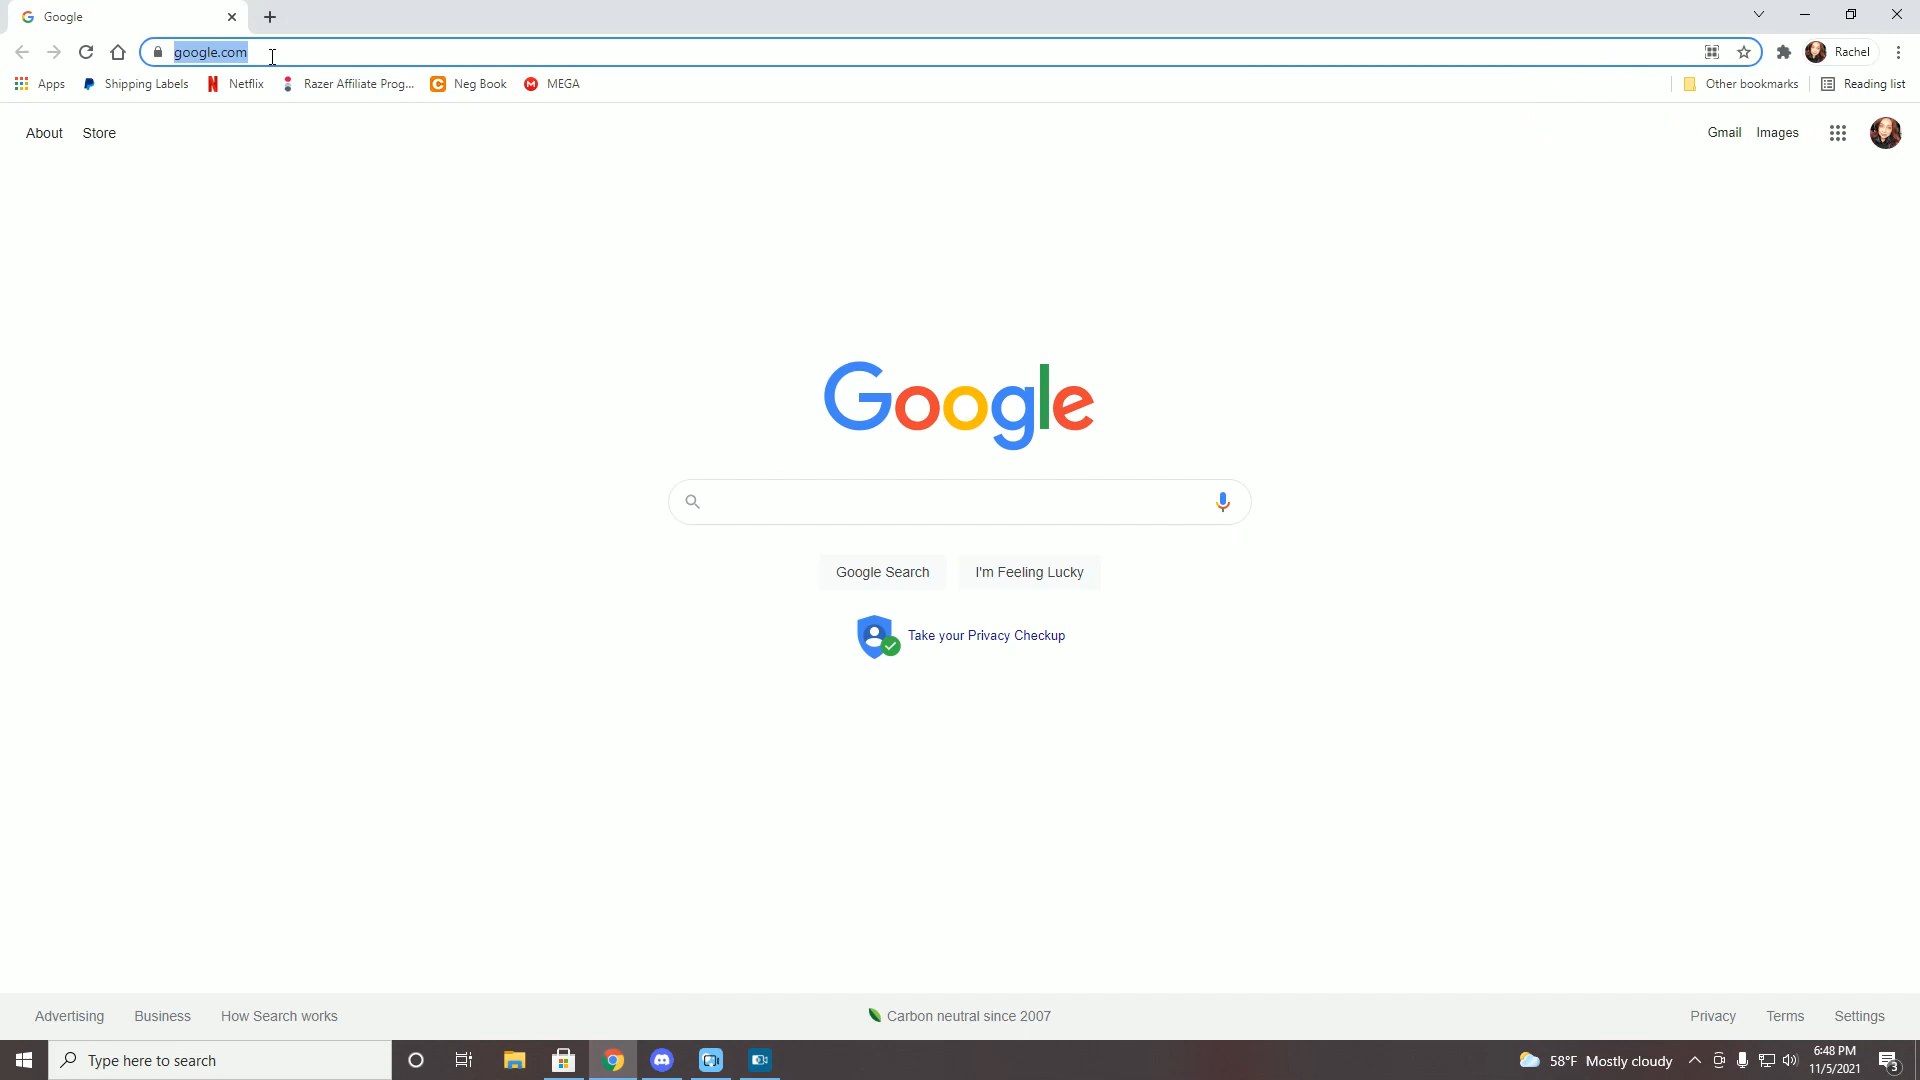 Google
google.com
Rachel
Apps Shipping Labels Netflix Razer Affiliate Prog... Neg Book MEGA Other bookmarks Reading list
About Store Gmail Images
Google
Google Search I'm Feeling Lucky
Take your Privacy Checkup
Advertising Business How Search works Carbon neutral since 2007 Privacy Terms Settings
Type here to search 58°F Mostly cloudy 6:48 PM
11/5/2021 3